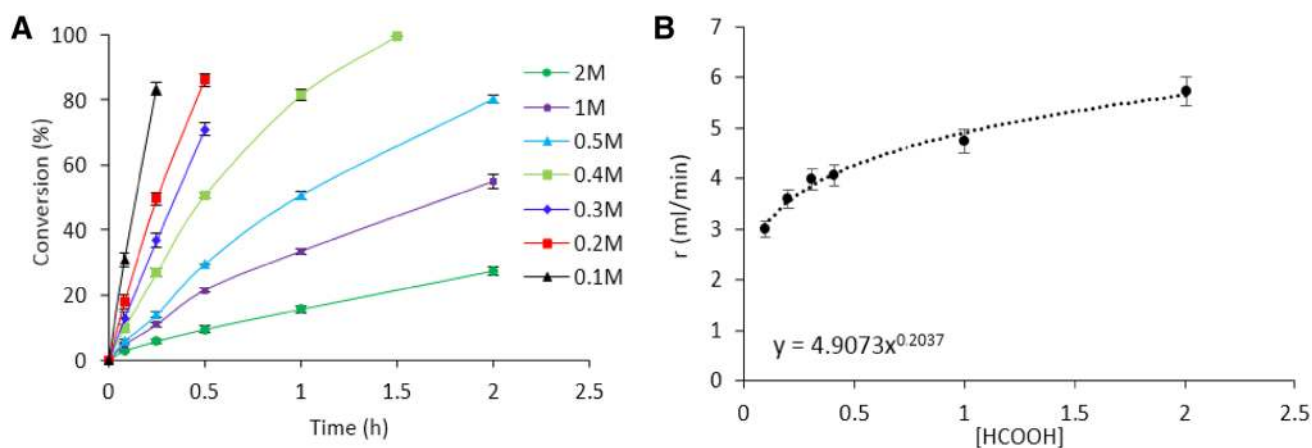 A
Conversion (%)
100
80
60
40
20
0
0
0.5
1
1.5
2
2.5
Time (h)
2M
1M
0.5M
0.4M
0.3M
0.2M
0.1M
B
r (ml/min)
7
6
5
4
3
2
1
0
y = 4.9073x^0.2037
0
0.5
1
1.5
2
2.5
[HCOOH]